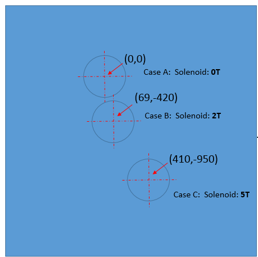 (0,0)
Case A: Solenoid: 0T
(69,-420)
Case B: Solenoid: 2T
(410,-950)
Case C: Solenoid: 5T